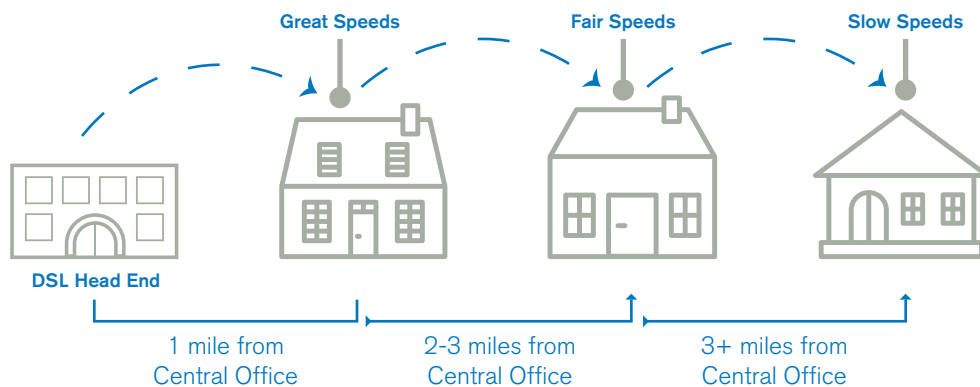 Great Speeds
Fair Speeds
Slow Speeds
DSL Head End
1 mile from
Central Office
2-3 miles from
Central Office
3+ miles from
Central Office